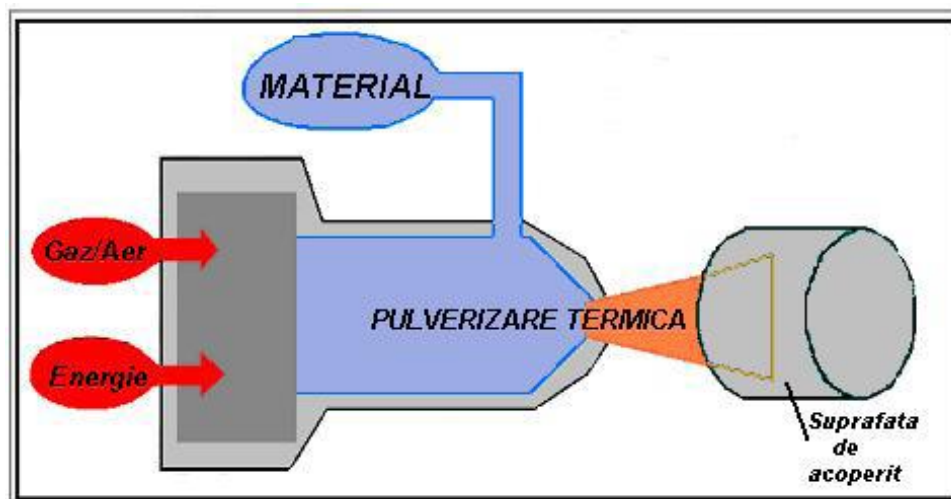 MATERIAL
Gaz/Aer
PULVERIZARE TERMICA
Energie
Suprafata
de
acoperit